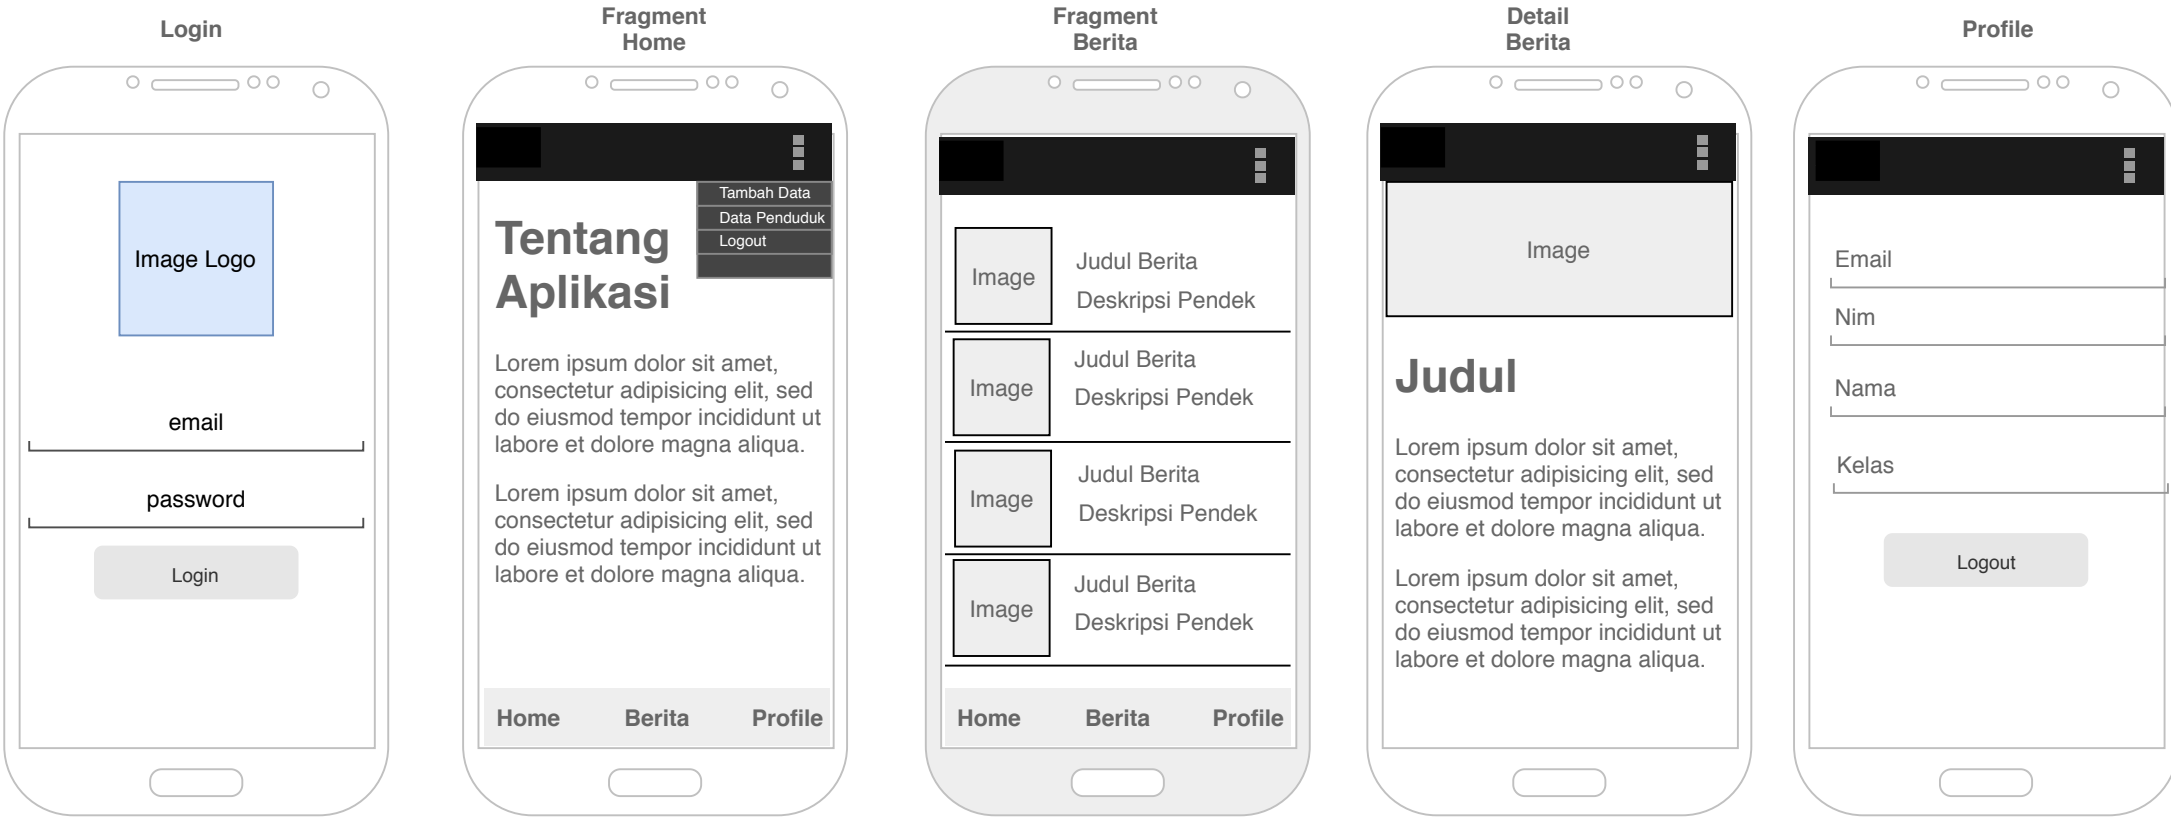 Login
Image Logo
email
password
Login
Fragment
Home
Tambah Data
Data Penduduk
Logout
Tentang
Aplikasi
Lorem ipsum dolor sit amet,
consectetur adipisicing elit, sed
do eiusmod tempor incididunt ut
labore et dolore magna aliqua.
Lorem ipsum dolor sit amet,
consectetur adipisicing elit, sed
do eiusmod tempor incididunt ut
labore et dolore magna aliqua.
Home Berita Profile
Fragment
Berita
Image
Judul Berita
Deskripsi Pendek
Image
Judul Berita
Deskripsi Pendek
Image
Judul Berita
Deskripsi Pendek
Image
Judul Berita
Deskripsi Pendek
Home Berita Profile
Detail
Berita
Image
Judul
Lorem ipsum dolor sit amet,
consectetur adipisicing elit, sed
do eiusmod tempor incididunt ut
labore et dolore magna aliqua.
Lorem ipsum dolor sit amet,
consectetur adipisicing elit, sed
do eiusmod tempor incididunt ut
labore et dolore magna aliqua.
Profile
Email
Nim
Nama
Kelas
Logout